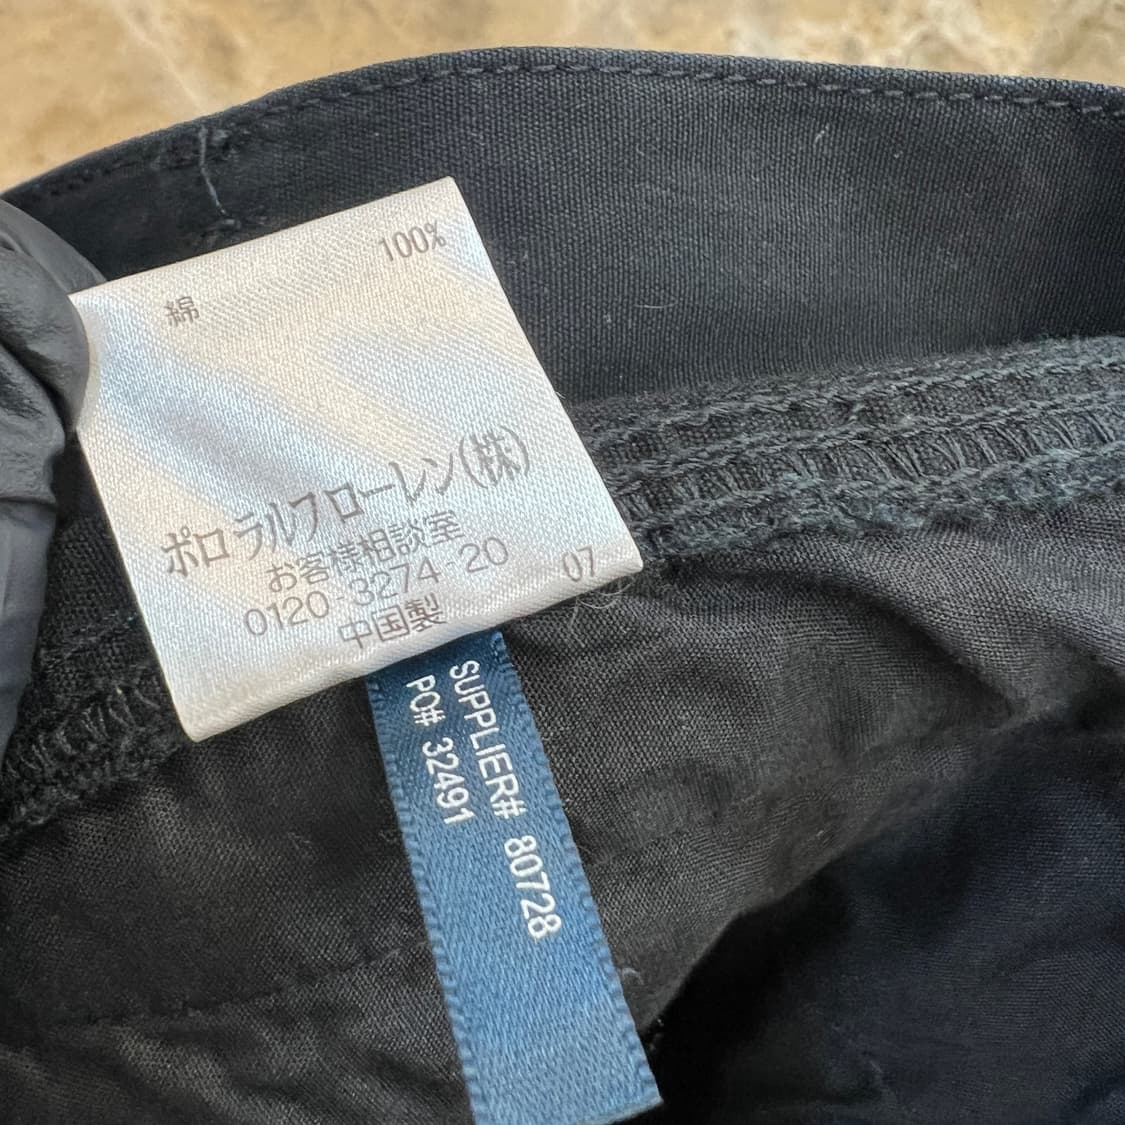 綿 100%
ポロ ラルフ ローレン(株)
お客様相談室
0120-3274-20 07
中国製
SUPPLIER# 80728
PO# 32491